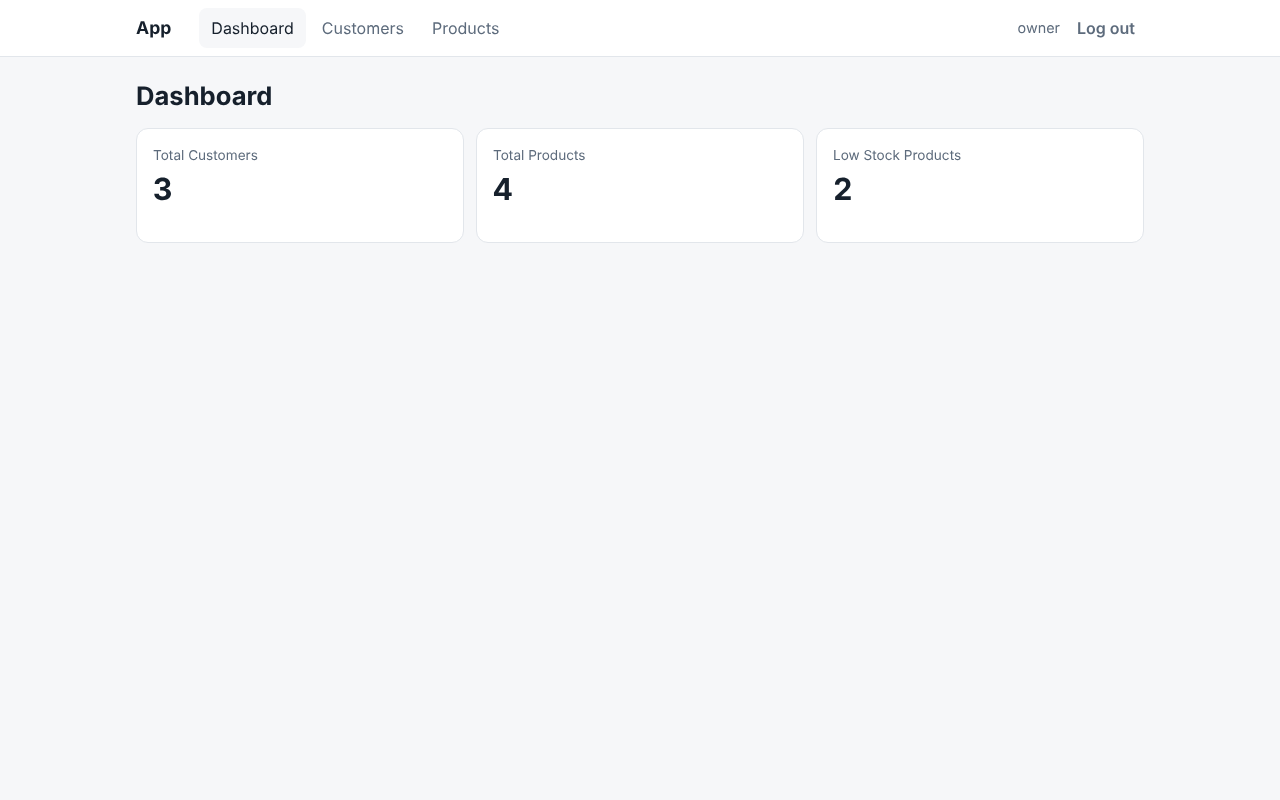 App Dashboard Customers Products owner Log out
Dashboard
Total Customers Total Products Low Stock Products
3 4 2